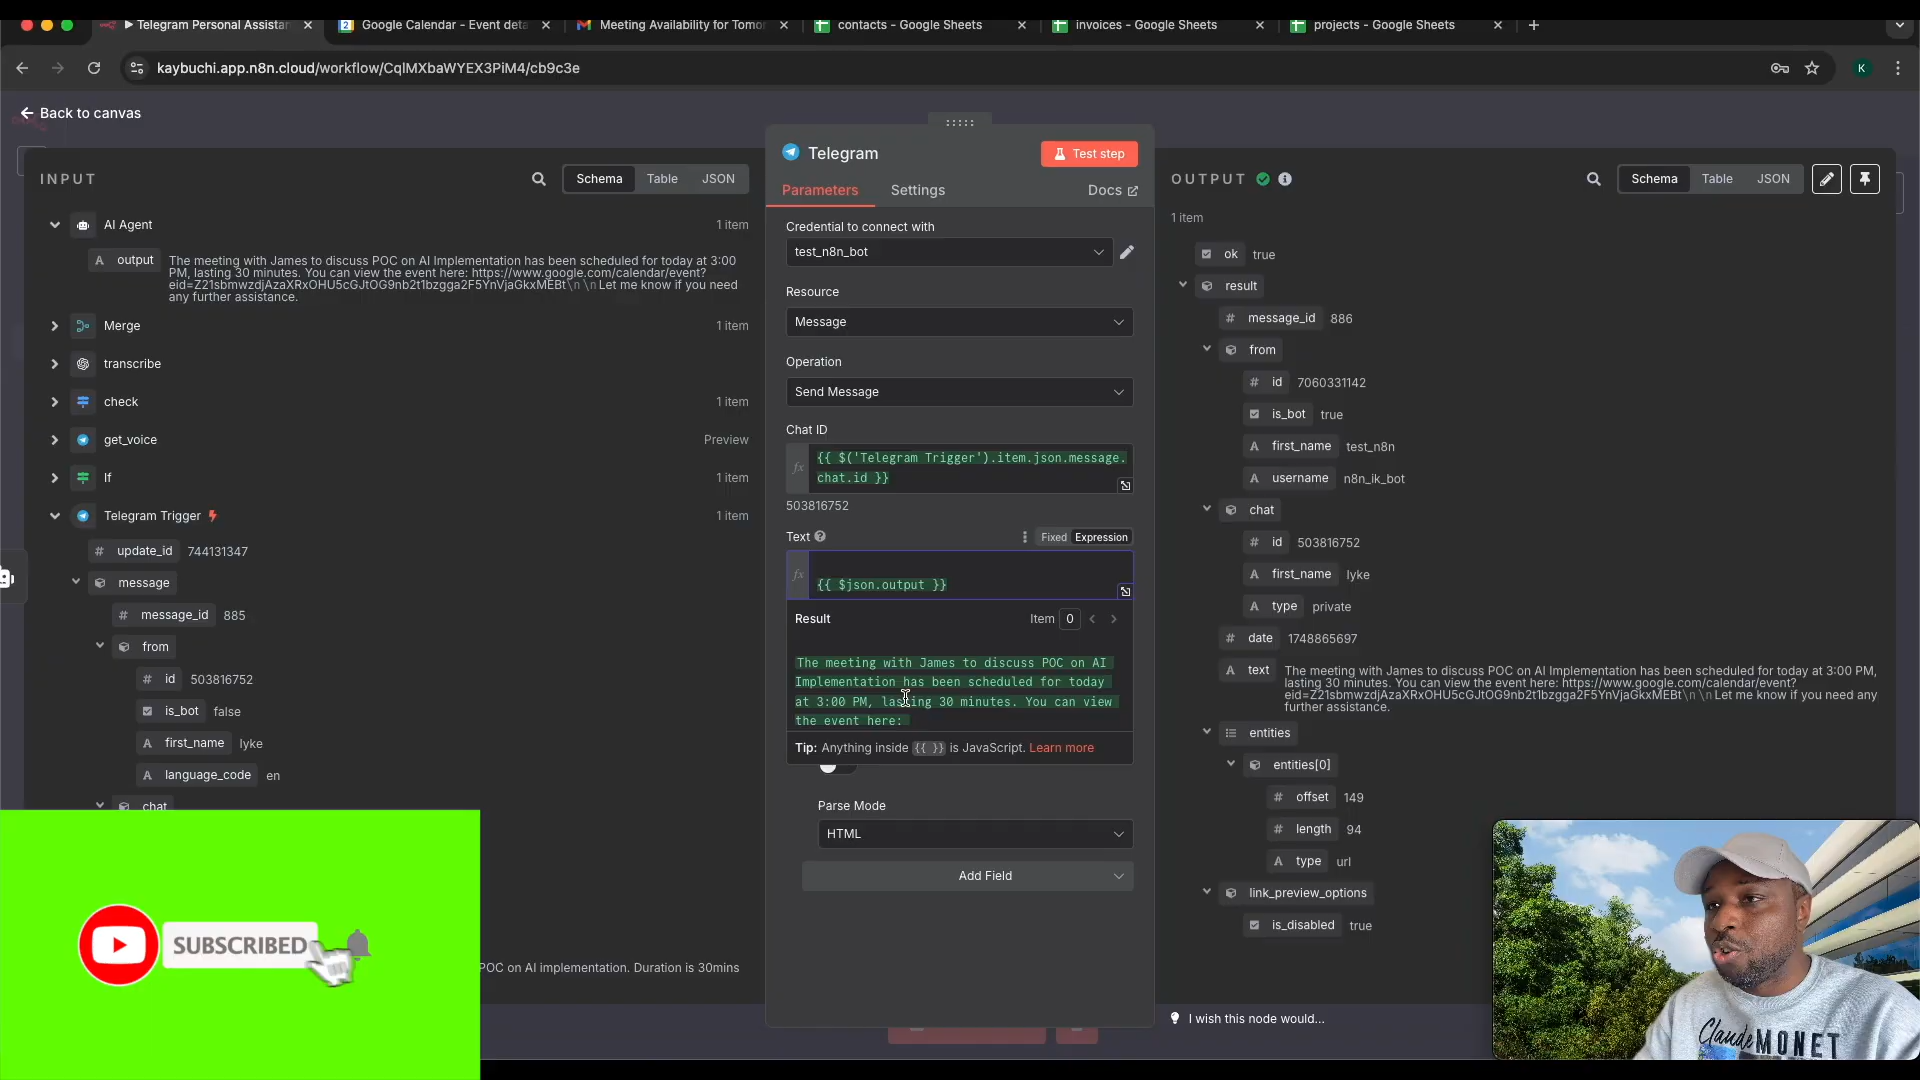 Telegram Personal Assistan
Google Calendar - Event deta
Meeting Availability for Tomor
contacts - Google Sheets
invoices - Google Sheets
projects - Google Sheets
kaybuchi.app.n8n.cloud/workflow/CqlMXbaWYEX3PiM4/cb9c3e
K
Back to canvas
INPUT
Schema
Table
JSON
AI Agent
1 item
output
The meeting with James to discuss POC on AI Implementation has been scheduled for today at 3:00
PM, lasting 30 minutes. You can view the event here: https://www.google.com/calendar/event?
eid=Z21sbmwzdjAzaXRxOHU5cGJtOG9nb2t1bzgga2F5YnVjaGkxMEBt\n \n Let me know if you need
any further assistance.
Merge
1 item
transcribe
1 item
check
1 item
get_voice
Preview
If
1 item
Telegram Trigger
1 item
# update_id 744131347
message
# message_id 885
from
# id 503816752
is_bot false
A first_name Iyke
A language_code en
chat
POC on AI implementation. Duration is 30mins
SUBSCRIBED
Telegram
Test step
Parameters
Settings
Docs
Credential to connect with
test_n8n_bot
Resource
Message
Operation
Send Message
Chat ID
fx
{{ $('Telegram Trigger').item.json.message.
chat.id }}
503816752
Text
Fixed
Expression
fx
{{ $json.output }}
Result
Item 0
The meeting with James to discuss POC on AI
Implementation has been scheduled for today
at 3:00 PM, lasting 30 minutes. You can view
the event here:
Tip: Anything inside {{ }} is JavaScript. Learn more
Parse Mode
HTML
Add Field
OUTPUT
Schema
Table
JSON
1 item
ok true
result
# message_id 886
from
# id 7060331142
is_bot true
A first_name test_n8n
A username n8n_ik_bot
chat
# id 503816752
A first_name Iyke
A type private
# date 1748865697
A text
The meeting with James to discuss POC on AI Implementation has been scheduled for today at 3:00 PM,
lasting 30 minutes. You can view the event here: https://www.google.com/calendar/event?
eid=Z21sbmwzdjAzaXRxOHU5cGJtOG9nb2t1bzgga2F5YnVjaGkxMEBt\n \n Let me know if you need any
further assistance.
entities
entities[0]
# offset 149
# length 94
A type url
link_preview_options
is_disabled true
I wish this node would...
Claude MONET